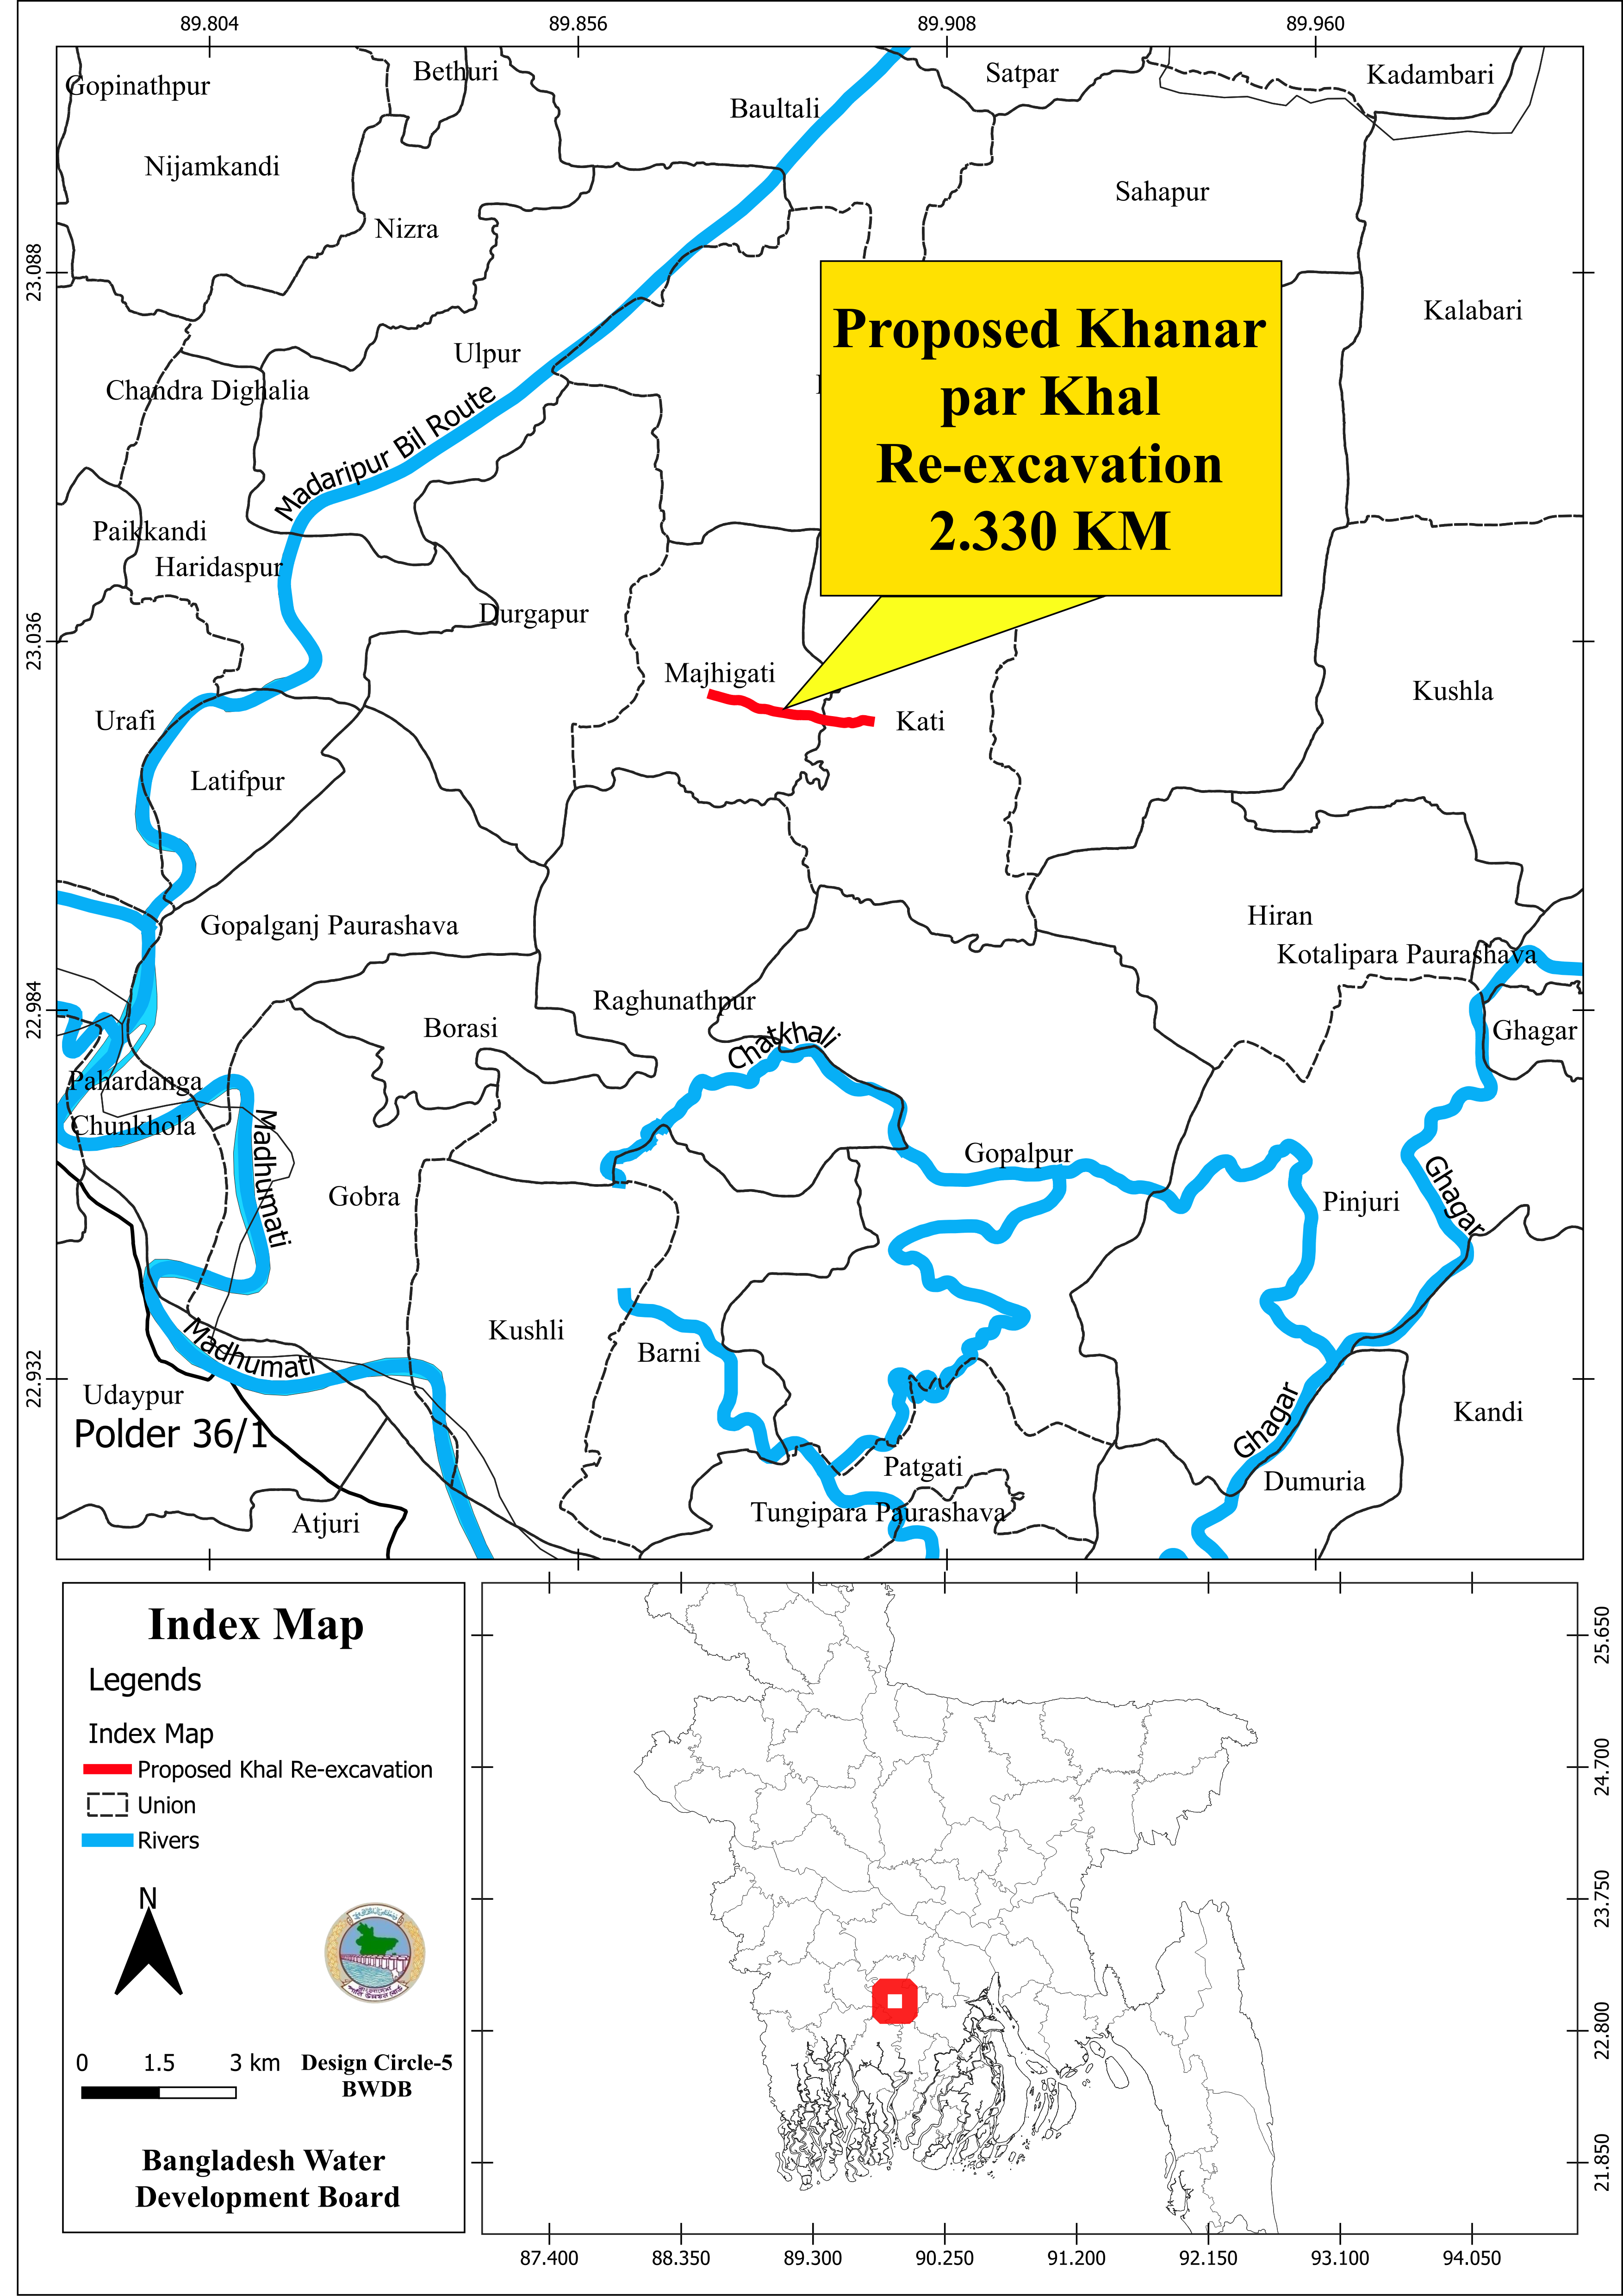 89.804
89.856
89.908
89.960
Gopinathpur
Bethuri
Satpar
Kadambari
Baultali
Nijamkandi
Sahapur
Nizra
23.088
Kalabari
Ulpur
Proposed Khanar
par Khal
Re-excavation
2.330 KM
Chandra Dighalia
Madaripur Bil Route
Paikkandi
Haridaspur
Durgapur
23.036
Majhigati
Kushla
Urafi
Kati
Latifpur
Gopalganj Paurashava
Hiran
Kotalipara Paurashava
22.984
Raghunathpur
Borasi
Chatkhali
Ghagar
Pahardanga
Chunkhola
Madhumati
Gopalpur
Gobra
Pinjuri
Ghagar
Kushli
Madhumati
Barni
22.932
Udaypur
Polder 36/1
Kandi
Ghagar
Patgati
Dumuria
Tungipara Paurashava
Atjuri
Index Map
Legends
Index Map
Proposed Khal Re-excavation
Union
Rivers
N
0 1.5 3 km
Design Circle-5
BWDB
Bangladesh Water
Development Board
25.650
24.700
23.750
22.800
21.850
87.400
88.350
89.300
90.250
91.200
92.150
93.100
94.050